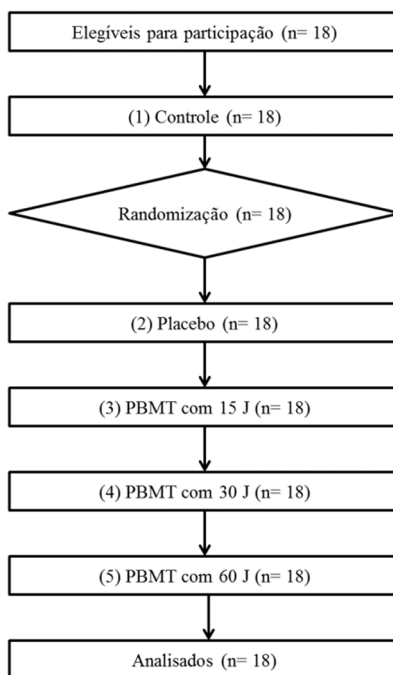 Elegíveis para participação (n= 18)
(1) Controle (n= 18)
Randomização (n= 18)
(2) Placebo (n= 18)
(3) PBMT com 15 J (n= 18)
(4) PBMT com 30 J (n= 18)
(5) PBMT com 60 J (n= 18)
Analisados (n= 18)